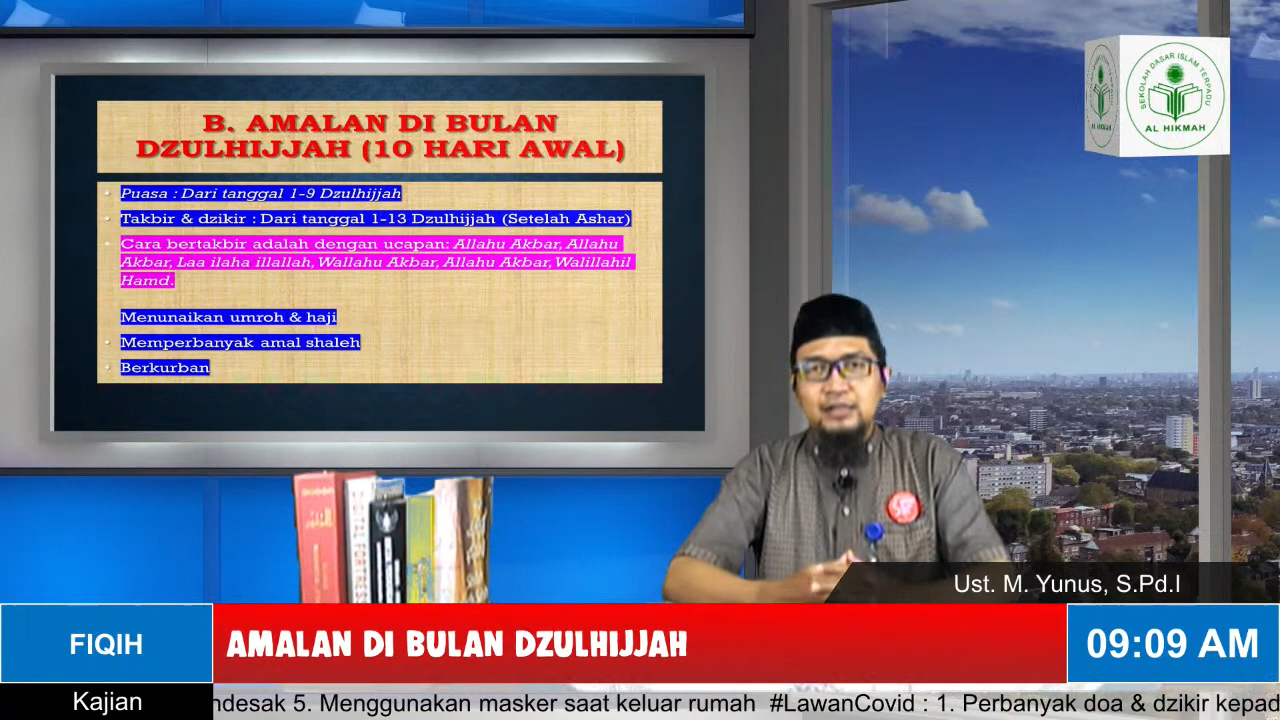 B. AMALAN DI BULAN
DZULHIJJAH (10 HARI AWAL)
• Puasa : Dari tanggal 1-9 Dzulhijjah
• Takbir & dzikir : Dari tanggal 1-13 Dzulhijjah (Setelah Ashar)
• Cara bertakbir adalah dengan ucapan: Allahu Akbar, Allahu
Akbar, Laa ilaha illallah, Wallahu Akbar, Allahu Akbar, Walillahil
Hamd.
Menunaikan umroh & haji
• Memperbanyak amal shaleh
• Berkurban
SEKOLAH DASAR ISLAM TERPADU
AL HIKMAH
AL HIKMAH
DIGITAL FORTRESS
Ust. M. Yunus, S.Pd.I
FIQIH
AMALAN DI BULAN DZULHIJJAH
09:09 AM
Kajian
ndesak 5. Menggunakan masker saat keluar rumah #LawanCovid : 1. Perbanyak doa & dzikir kepad